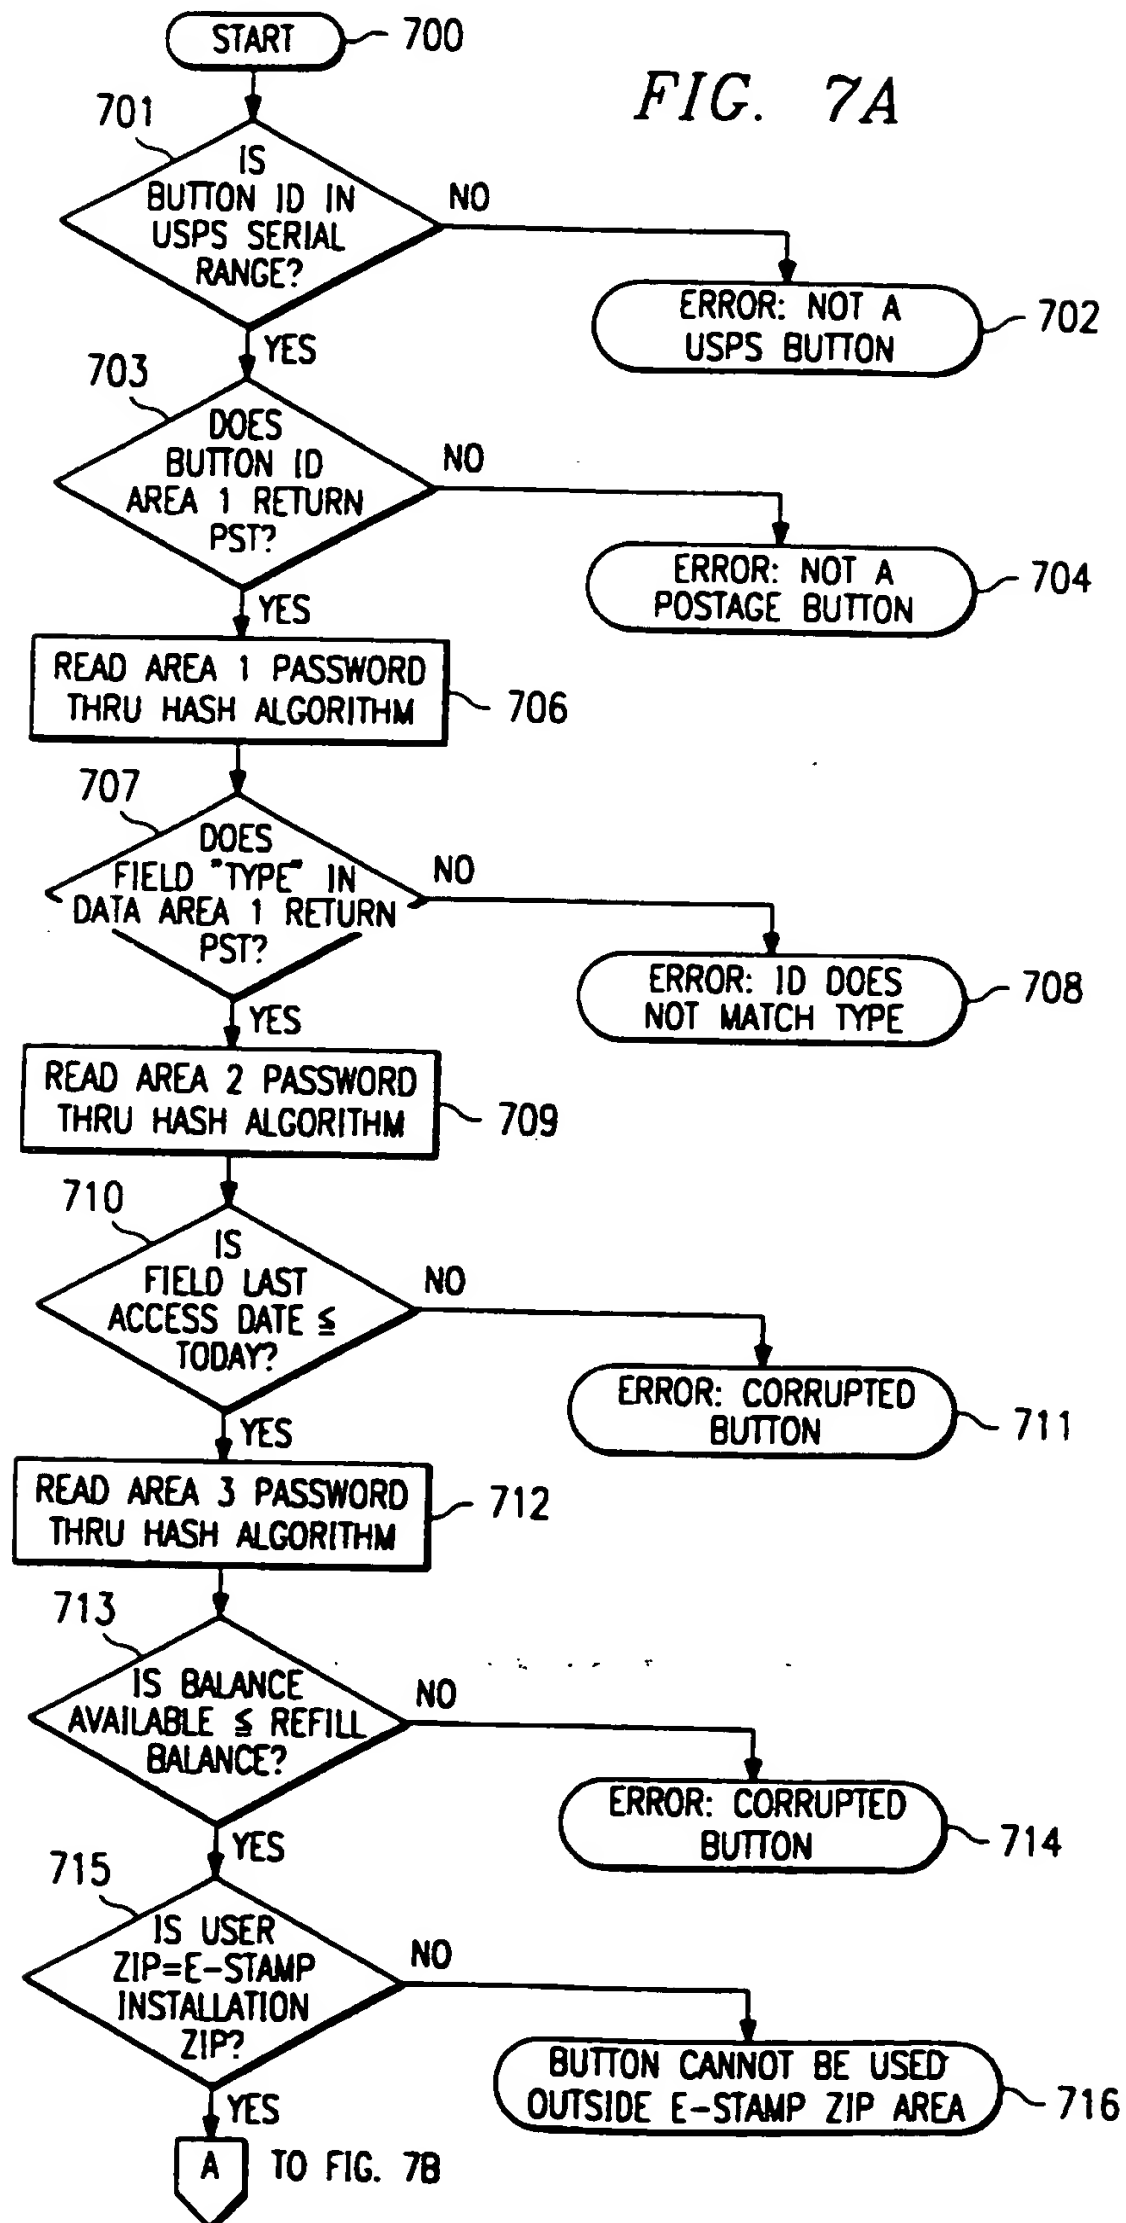 START
700
FIG. 7A
701
IS
BUTTON ID IN
USPS SERIAL
RANGE?
NO
ERROR: NOT A
USPS BUTTON
702
YES
703
DOES
BUTTON ID
AREA 1 RETURN
PST?
NO
ERROR: NOT A
POSTAGE BUTTON
704
YES
READ AREA 1 PASSWORD
THRU HASH ALGORITHM
706
707
DOES
FIELD "TYPE" IN
DATA AREA 1 RETURN
PST?
NO
ERROR: ID DOES
NOT MATCH TYPE
708
YES
READ AREA 2 PASSWORD
THRU HASH ALGORITHM
709
710
IS
FIELD LAST
ACCESS DATE ≦
TODAY?
NO
ERROR: CORRUPTED
BUTTON
711
YES
READ AREA 3 PASSWORD
THRU HASH ALGORITHM
712
713
IS BALANCE
AVAILABLE ≦ REFILL
BALANCE?
NO
ERROR: CORRUPTED
BUTTON
714
YES
715
IS USER
ZIP=E-STAMP
INSTALLATION
ZIP?
NO
BUTTON CANNOT BE USED
OUTSIDE E-STAMP ZIP AREA
716
YES
A
TO FIG. 7B